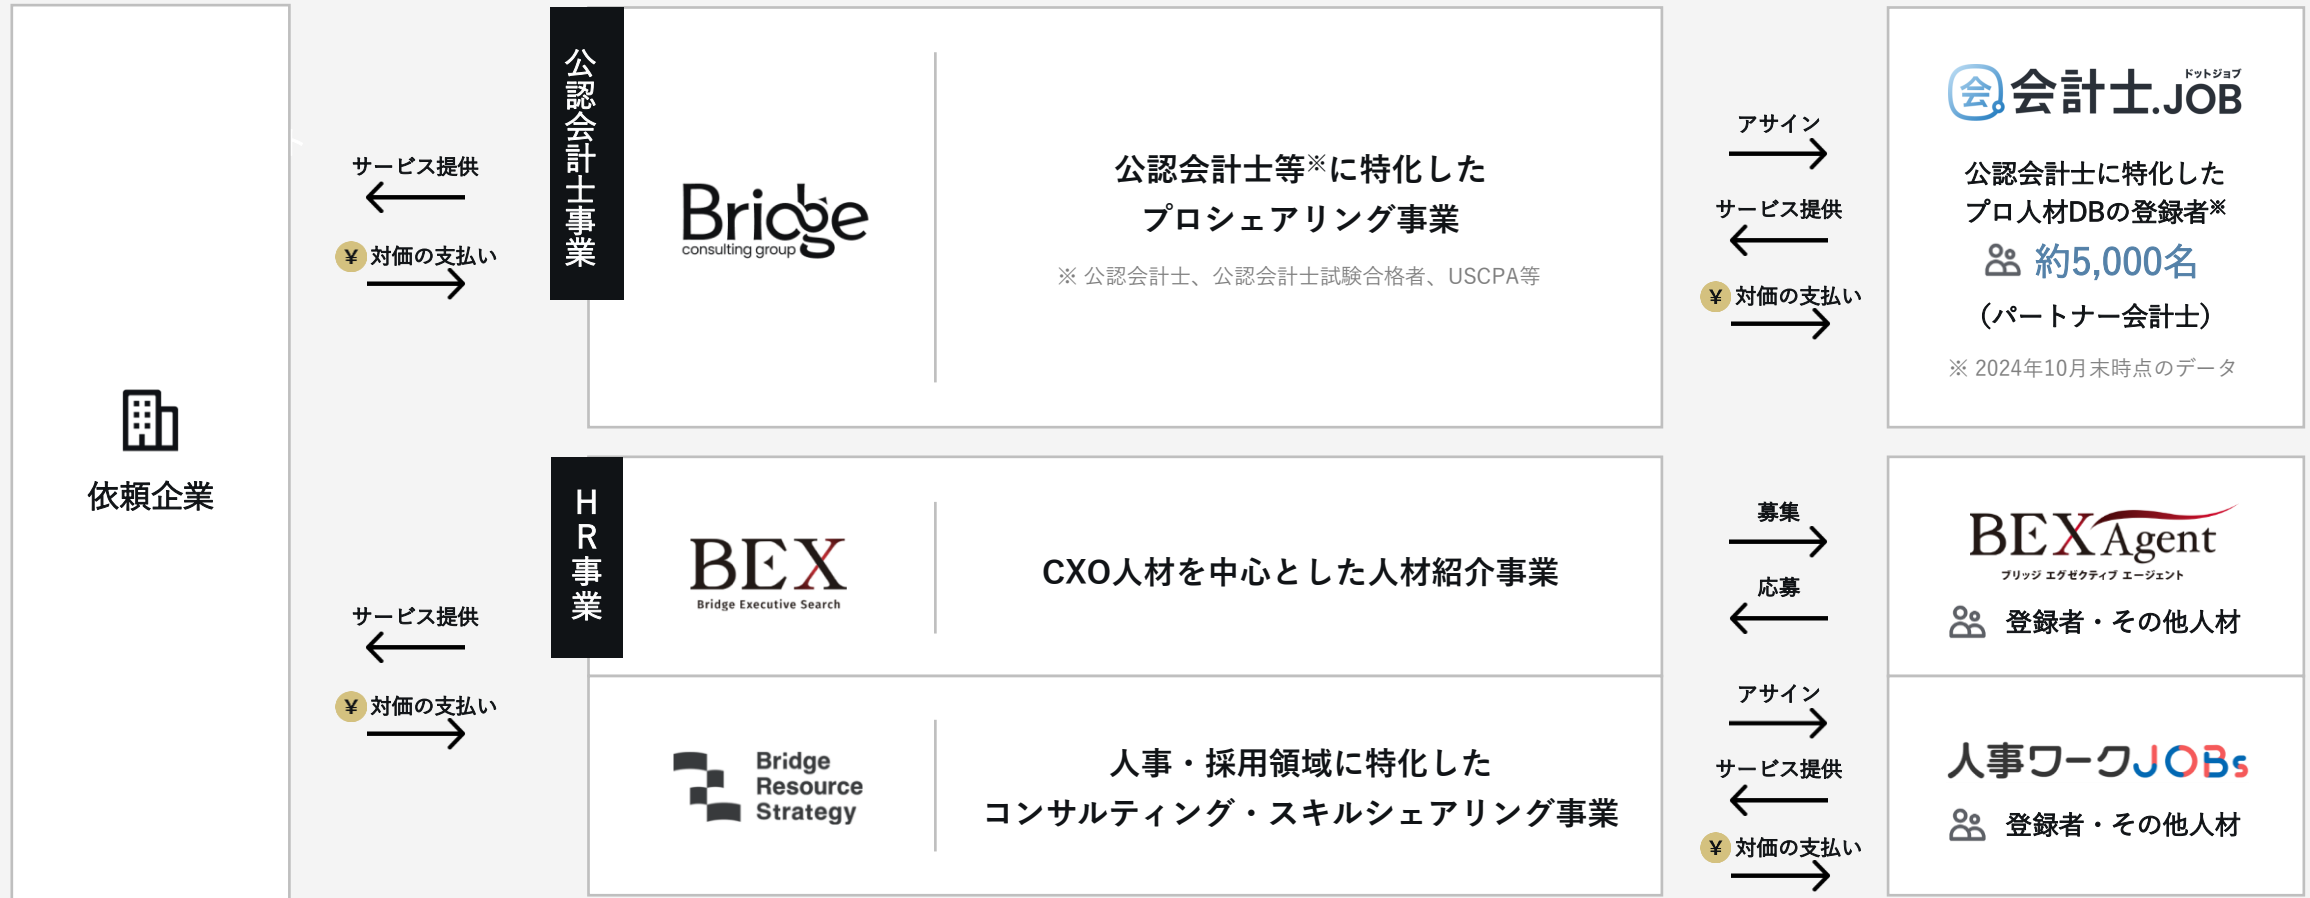 依頼企業
サービス提供
¥ 対価の支払い
サービス提供
¥ 対価の支払い
公認会計士事業
Bridge
consulting group
公認会計士等※に特化した
プロシェアリング事業
※ 公認会計士、公認会計士試験合格者、USCPA等
アサイン
サービス提供
¥ 対価の支払い
会 会計士.JOB
ドットジョブ
公認会計士に特化した
プロ人材DBの登録者※
約5,000名
（パートナー会計士）
※ 2024年10月末時点のデータ
HR事業
BEX
Bridge Executive Search
CXO人材を中心とした人材紹介事業
募集
応募
BEX Agent
ブリッジ エグゼクティブ エージェント
登録者・その他人材
Bridge
Resource
Strategy
人事・採用領域に特化した
コンサルティング・スキルシェアリング事業
アサイン
サービス提供
¥ 対価の支払い
人事ワークJOBs
登録者・その他人材